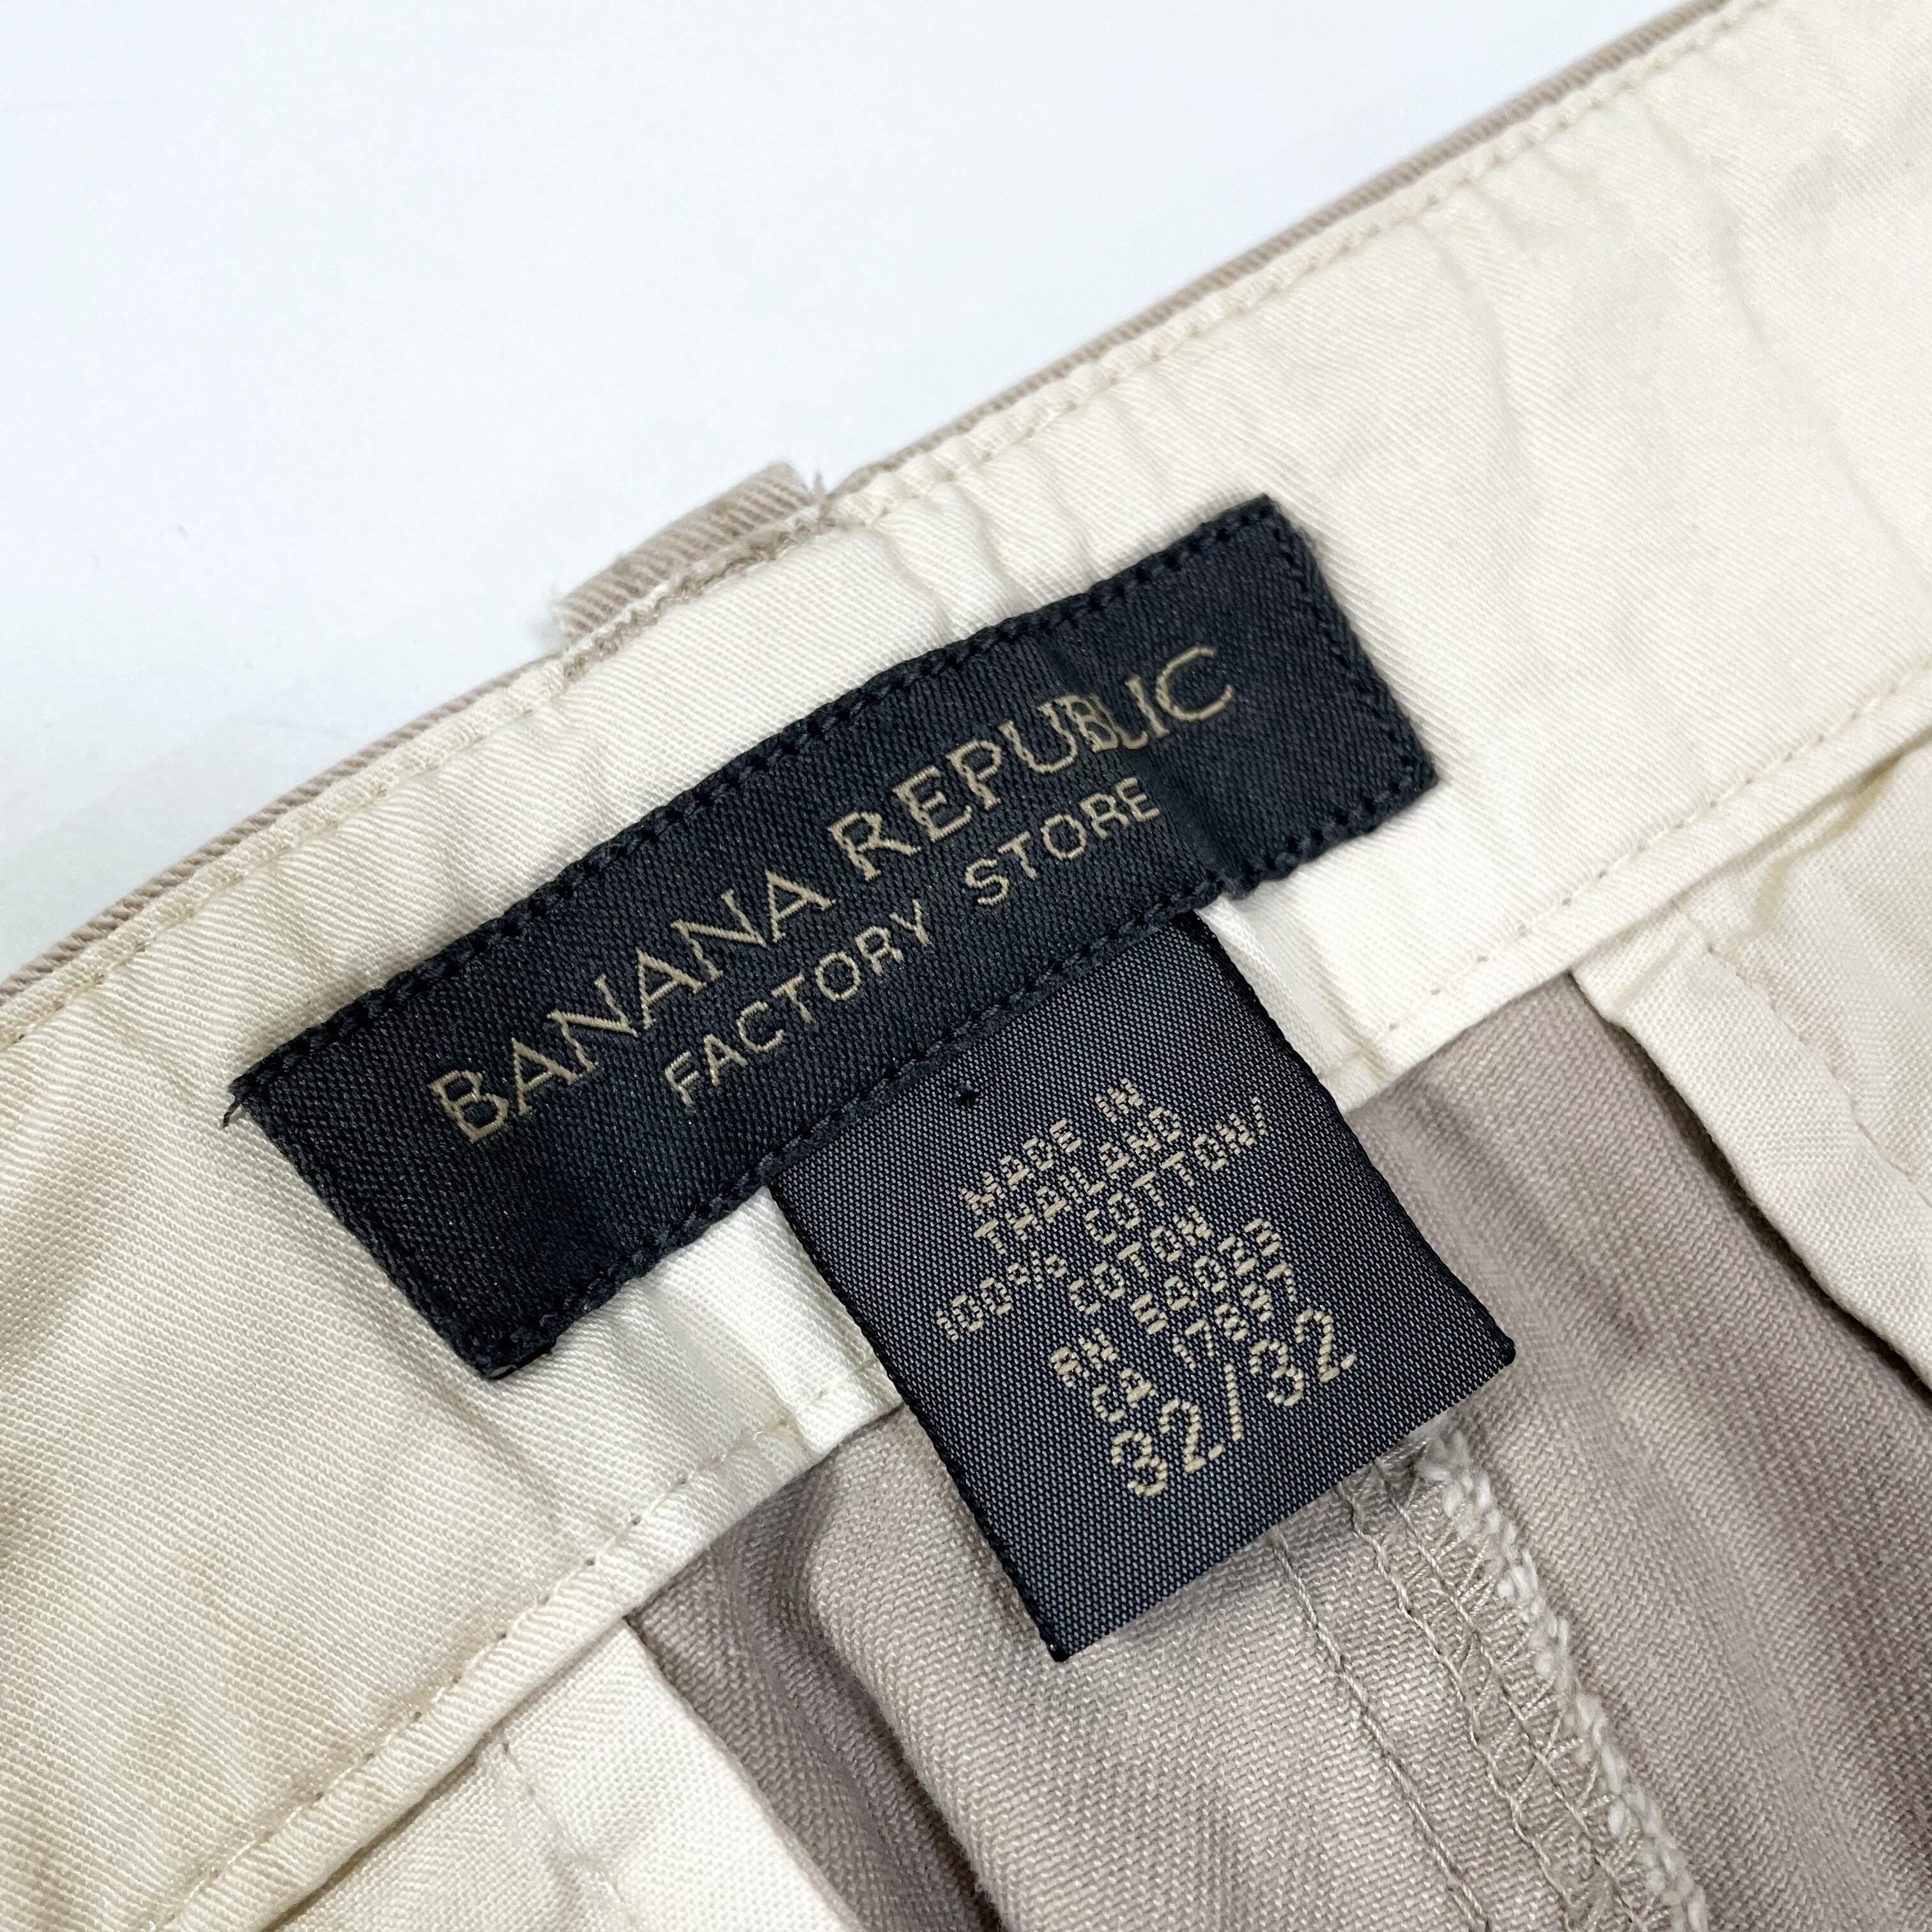 BANANA REPUBLIC
FACTORY STORE
MADE IN
THAILAND
100% COTTON/
COTON
RN 54023
CA 17897
32/32